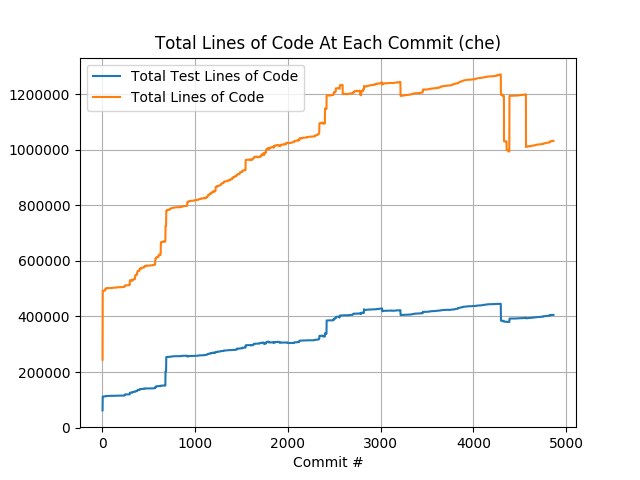 Total Lines of Code At Each Commit (che)
Total Test Lines of Code
Total Lines of Code
1200000
1000000
800000
600000
400000
200000
0
0 1000 2000 3000 4000 5000
Commit #